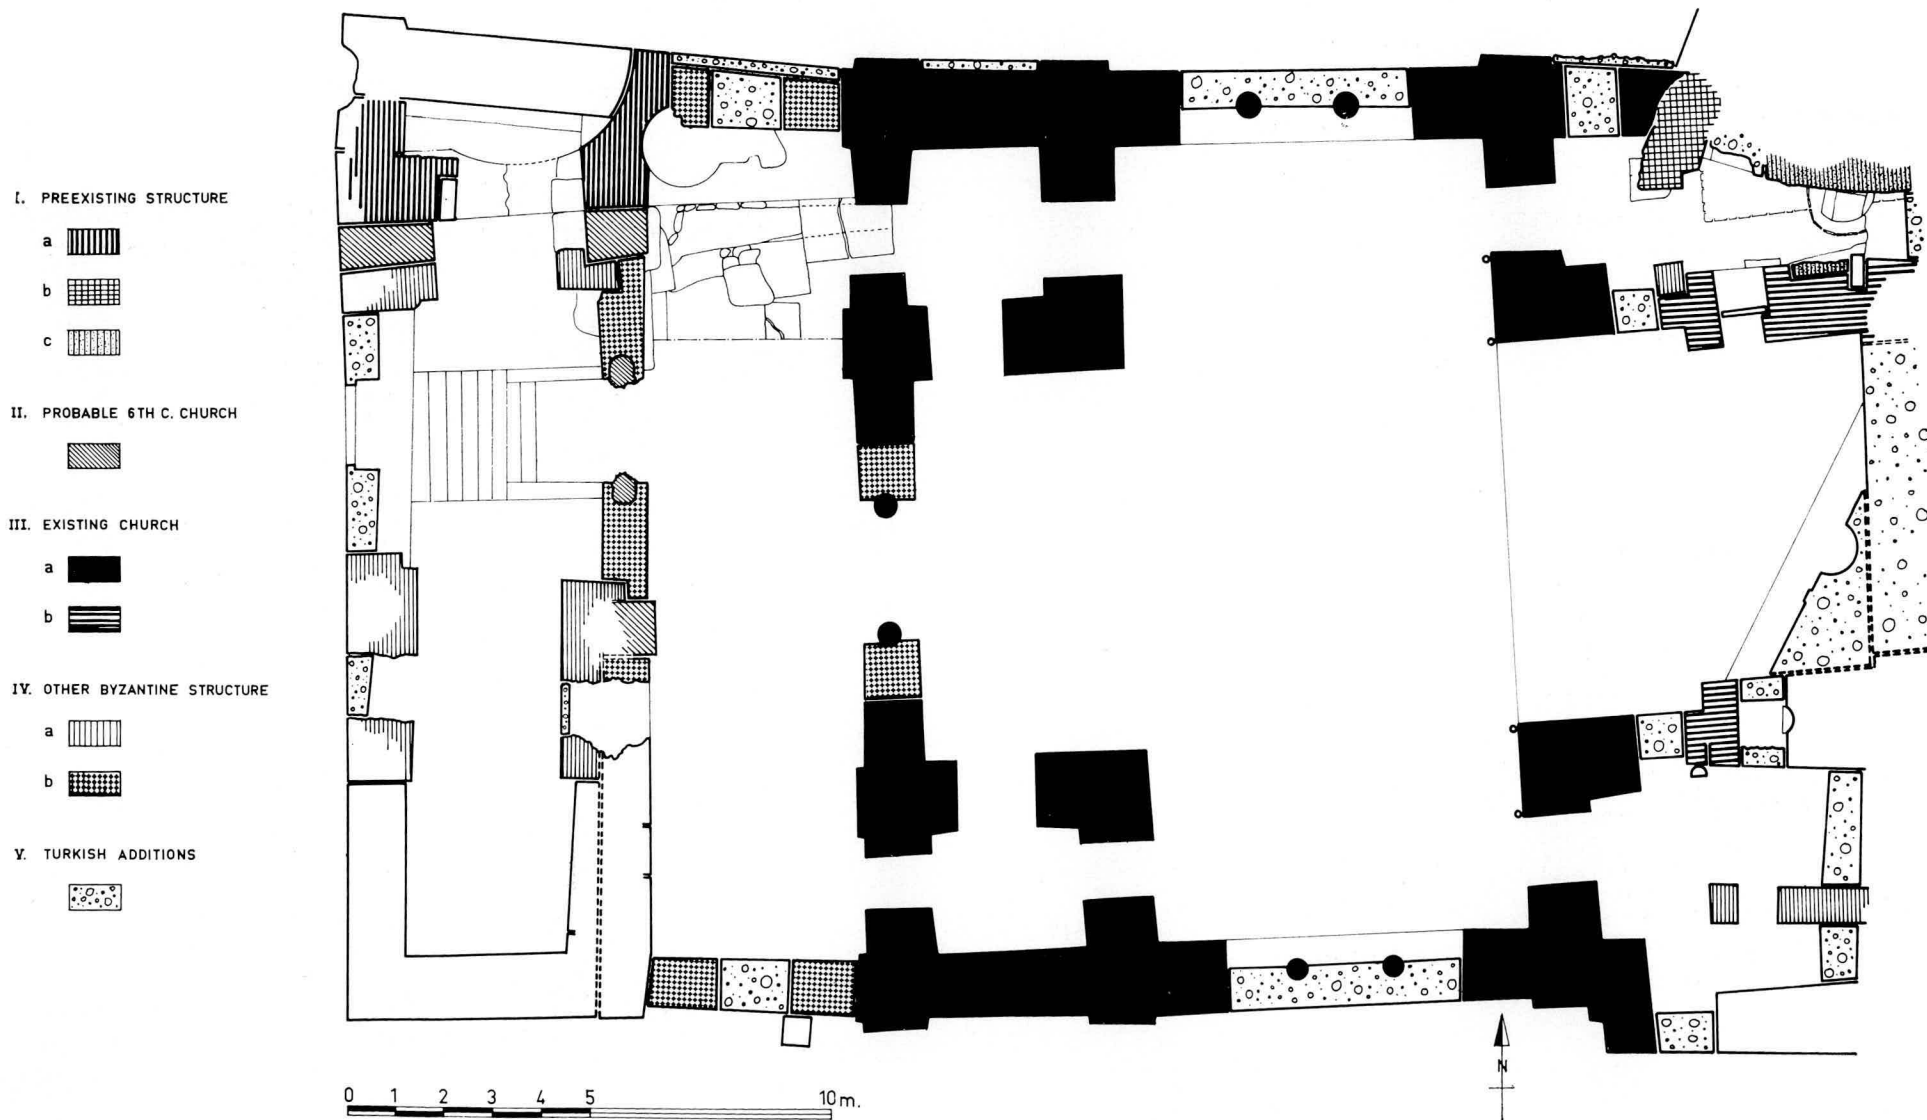 I. PREEXISTING STRUCTURE
a
b
c
II. PROBABLE 6TH C. CHURCH
III. EXISTING CHURCH
a
b
IV. OTHER BYZANTINE STRUCTURE
a
b
V. TURKISH ADDITIONS
N
0 1 2 3 4 5 10 m.